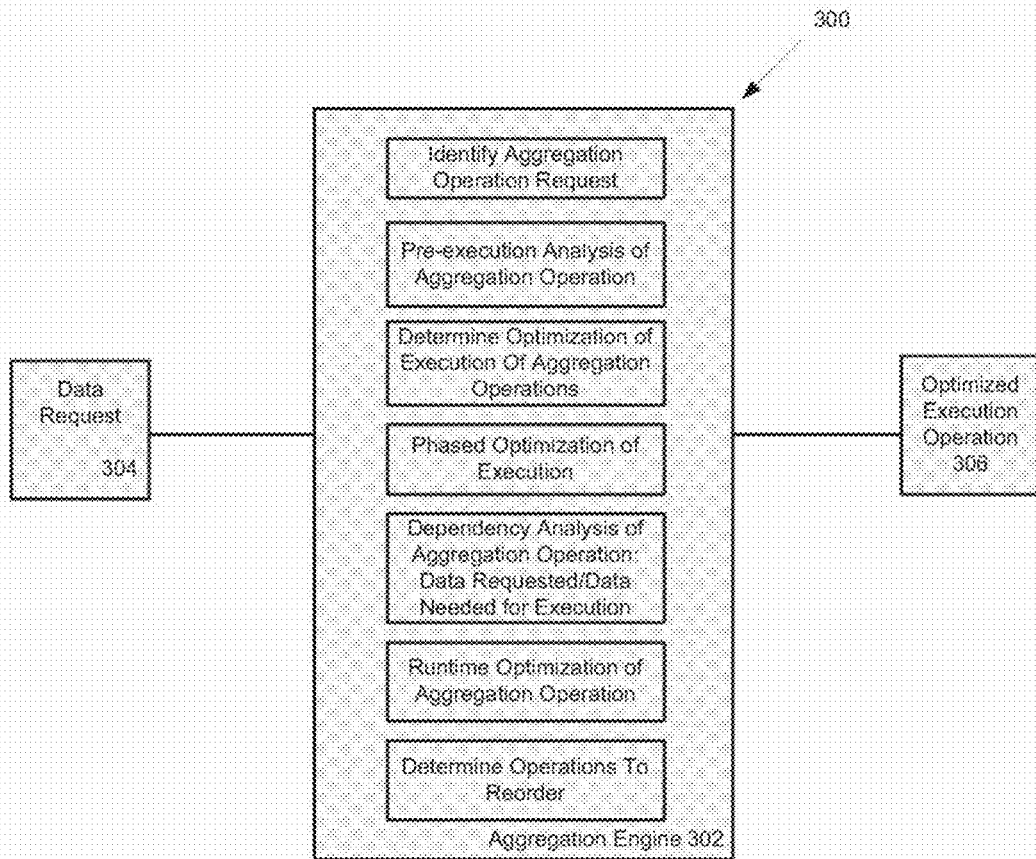 300
Identify Aggregation
Operation Request
Pre-execution Analysis of
Aggregation Operation
Determine Optimization of
Execution Of Aggregation
Operations
Phased Optimization of
Execution
Dependency Analysis of
Aggregation Operation:
Data Requested/Data
Needed for Execution
Runtime Optimization of
Aggregation Operation
Determine Operations To
Reorder
Aggregation Engine 302
Data
Request
304
Optimized
Execution
Operation
306